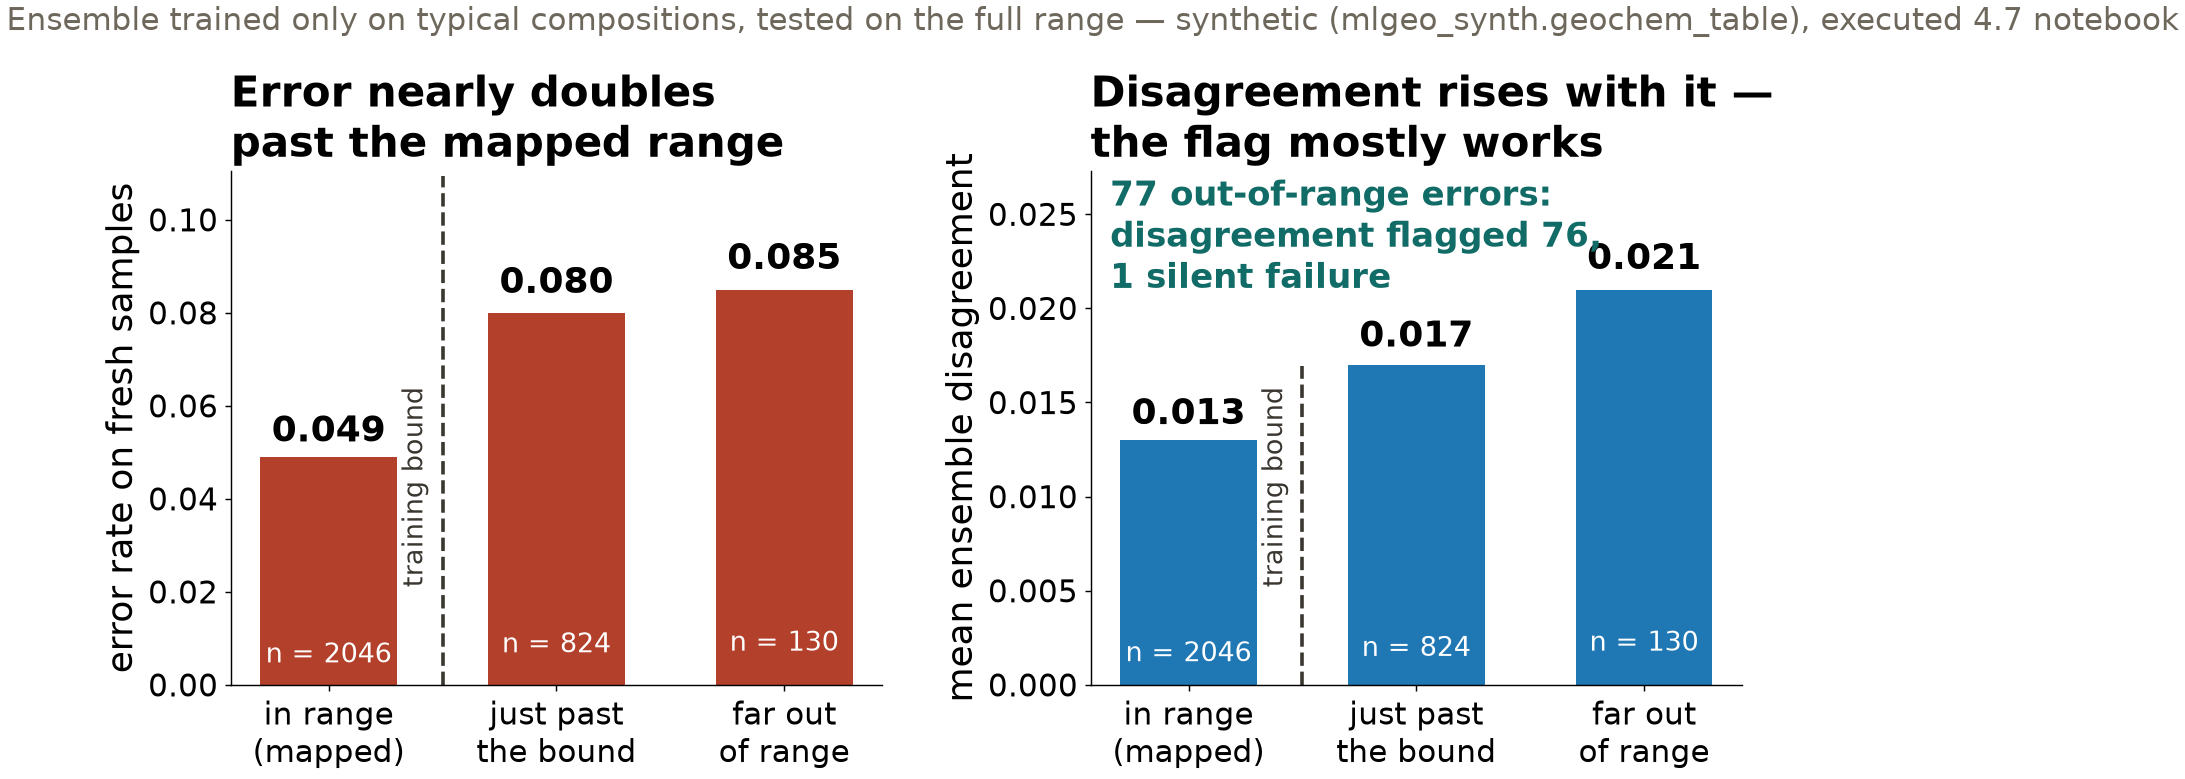 Ensemble trained only on typical compositions, tested on the full range — synthetic (mlgeo_synth.geochem_table), executed 4.7 notebook
Error nearly doubles
past the mapped range
error rate on fresh samples
0.10
0.08
0.06
0.04
0.02
0.00
0.049
0.080
0.085
training bound
n = 2046
n = 824
n = 130
in range
(mapped)
just past
the bound
far out
of range
Disagreement rises with it —
the flag mostly works
mean ensemble disagreement
0.025
0.020
0.015
0.010
0.005
0.000
77 out-of-range errors:
disagreement flagged 76,
1 silent failure
0.013
0.017
0.021
training bound
n = 2046
n = 824
n = 130
in range
(mapped)
just past
the bound
far out
of range